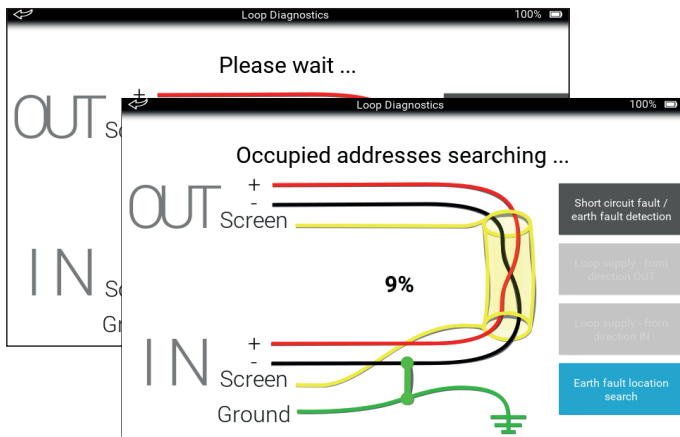 Loop Diagnostics
100%
Please wait ...
OUT
+
IN
Loop Diagnostics
100%
Occupied addresses searching ...
OUT
+
-
Screen
Short circuit fault /
earth fault detection
Loop supply - from
direction OUT
9%
Loop supply - from
direction IN
IN
+
-
Screen
Ground
Earth fault location
search